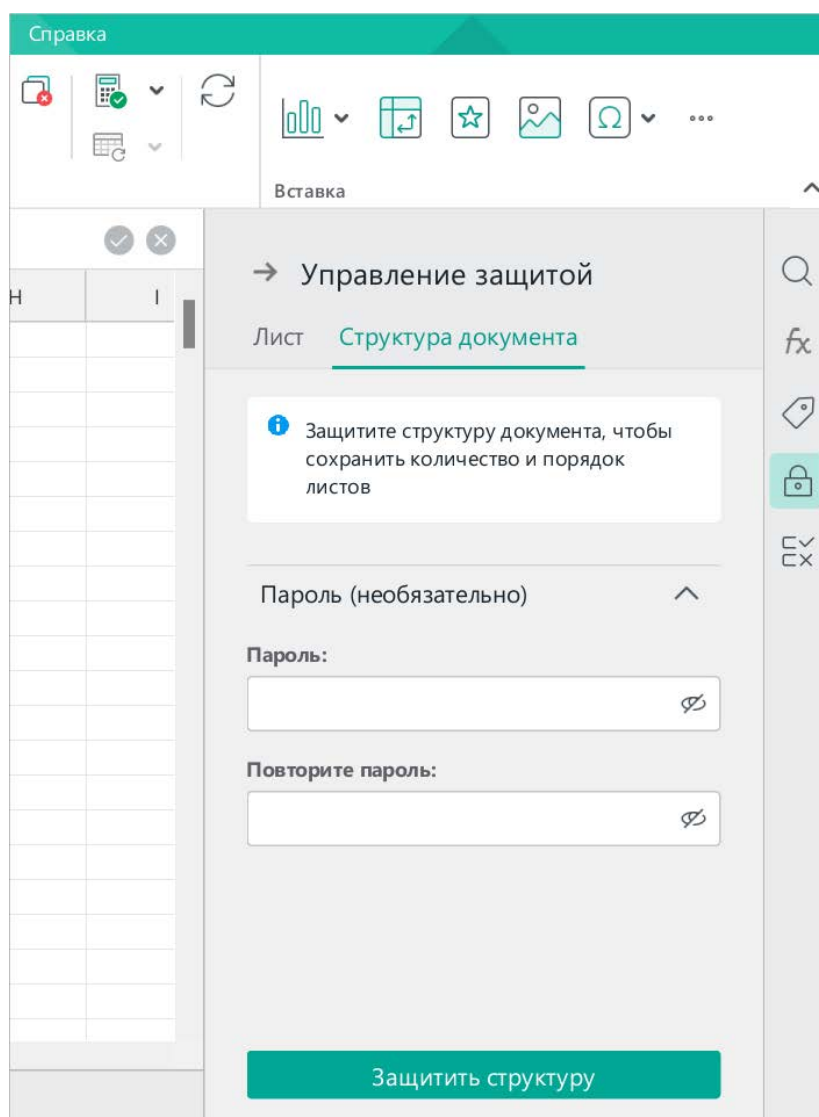 Справка
Вставка
H I
Управление защитой
Лист Структура документа
fx
Защитите структуру документа, чтобы
сохранить количество и порядок
листов
Пароль (необязательно)
Пароль:
Повторите пароль:
Защитить структуру